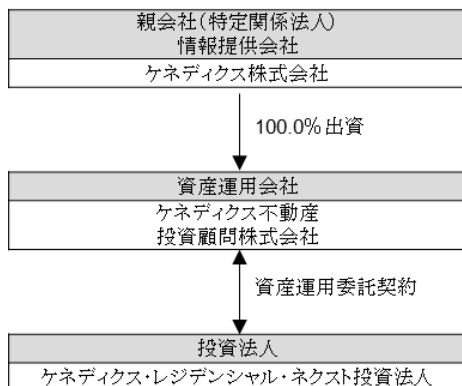 親会社(特定関係法人)
情報提供会社
ケネディクス株式会社
100.0%出資
資産運用会社
ケネディクス不動産
投資顧問株式会社
資産運用委託契約
投資法人
ケネディクス・レジデンシャル・ネクスト投資法人